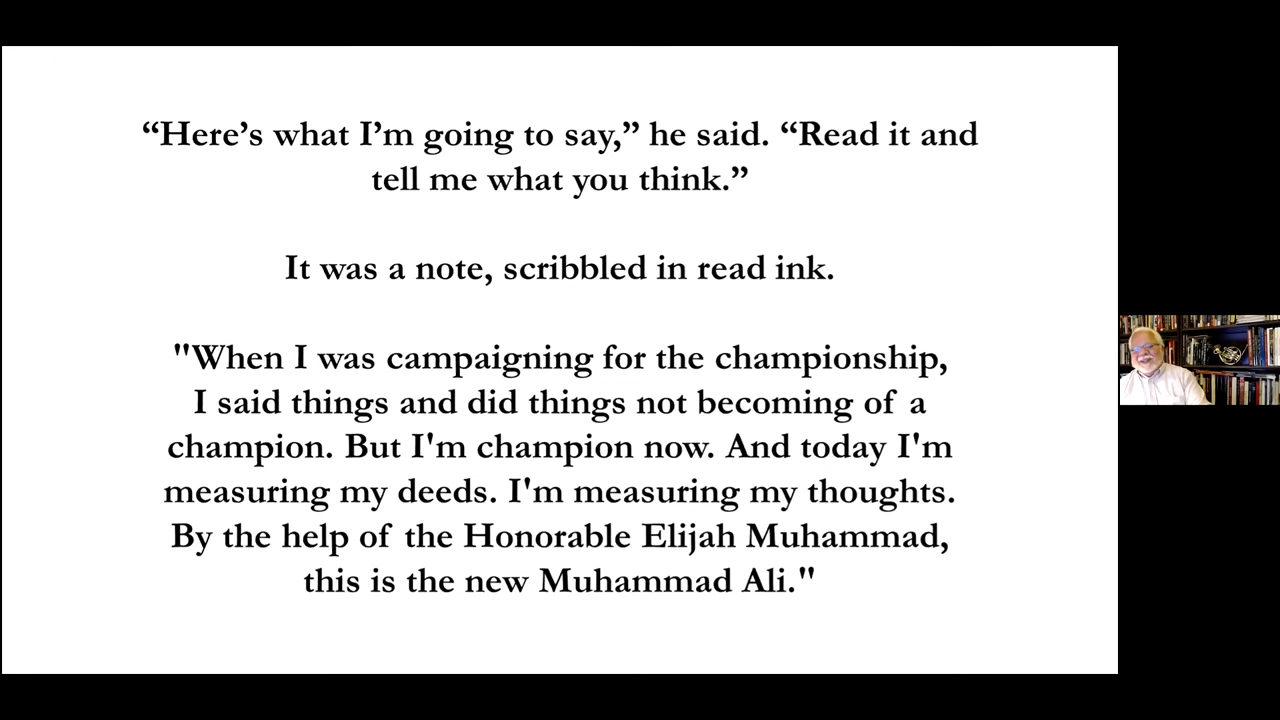 “Here’s what I’m going to say,” he said. “Read it and
tell me what you think.”
It was a note, scribbled in read ink.
"When I was campaigning for the championship,
I said things and did things not becoming of a
champion. But I'm champion now. And today I'm
measuring my deeds. I'm measuring my thoughts.
By the help of the Honorable Elijah Muhammad,
this is the new Muhammad Ali."